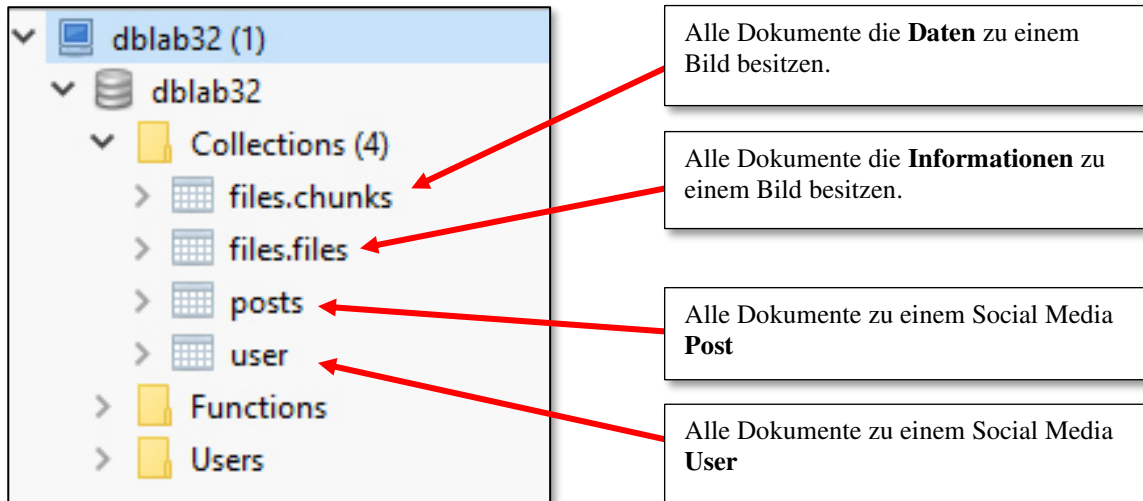 dblab32 (1)
dblab32
Collections (4)
files.chunks
files.files
posts
user
Functions
Users
Alle Dokumente die Daten zu einem
Bild besitzen.
Alle Dokumente die Informationen zu
einem Bild besitzen.
Alle Dokumente zu einem Social Media
Post
Alle Dokumente zu einem Social Media
User